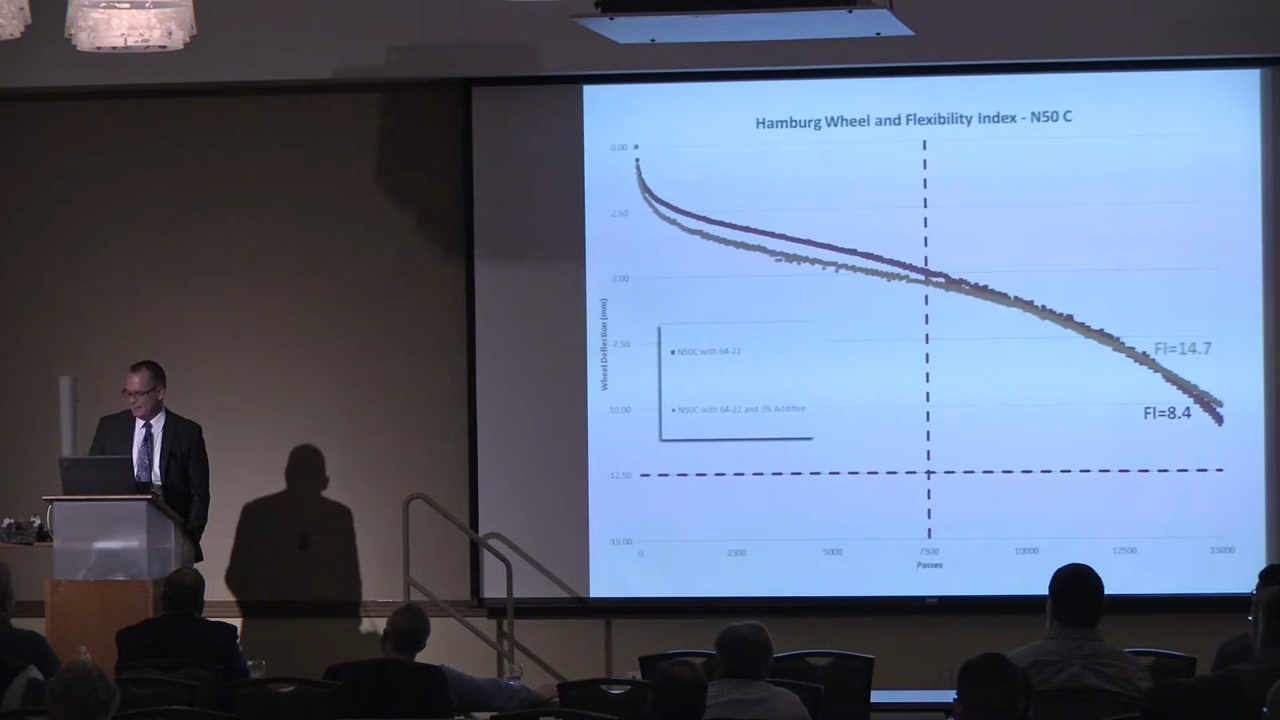 Hamburg Wheel and Flexibility Index - N50 C
0.00
-2.50
-5.00
-7.50
10.00
-12.50
-15.00
Wheel Deflection (mm)
N50C with 64-22
N50C with 64-22 and 3% Additive
FI=14.7
FI=8.4
0 2500 5000 7500 10000 12500 15000
Passes